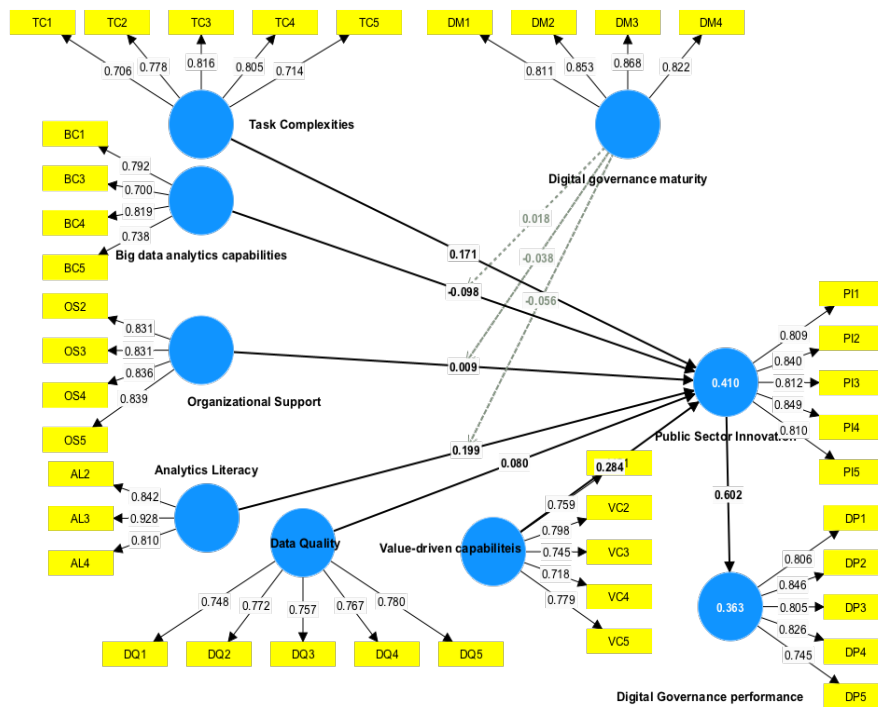 TC1 TC2 TC3 TC4 TC5 DM1 DM2 DM3 DM4
0.706 0.778 0.816 0.805 0.714 0.811 0.853 0.868 0.822
Task Complexities
BC1
BC3
BC4
BC5
0.792
0.700
0.819
0.738
Big data analytics capabilities
Digital governance maturity
0.018
-0.038
-0.056
0.171
-0.098
0.009
0.199
0.080
0.284
OS2
OS3
OS4
OS5
0.831
0.831
0.836
0.839
Organizational Support
PI1
PI2
PI3
PI4
PI5
0.809
0.840
0.812
0.849
0.810
0.410
Public Sector Innovation
0.602
Analytics Literacy
AL2
AL3
AL4
0.842
0.928
0.810
Data Quality
0.748 0.772 0.757 0.767 0.780
DQ1 DQ2 DQ3 DQ4 DQ5
Value-driven capabiliteis
VC2
VC3
VC4
VC5
0.759
0.798
0.745
0.718
0.779
DP1
DP2
DP3
DP4
DP5
0.806
0.846
0.805
0.826
0.745
0.363
Digital Governance performance